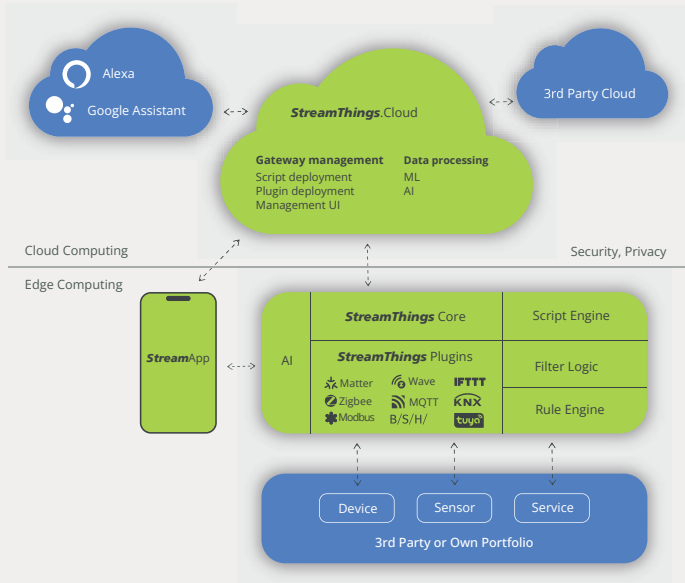 Alexa
Google Assistant
StreamThings.Cloud
3rd Party Cloud
Gateway management
Script deployment
Plugin deployment
Management UI
Data processing
ML
AI
Cloud Computing
Security, Privacy
Edge Computing
StreamApp
AI
StreamThings Core
Script Engine
StreamThings Plugins
Filter Logic
Matter
Wave
IFTTT
Zigbee
MQTT
KNX
Modbus
B/S/H/
tuya
Rule Engine
Device
Sensor
Service
3rd Party or Own Portfolio